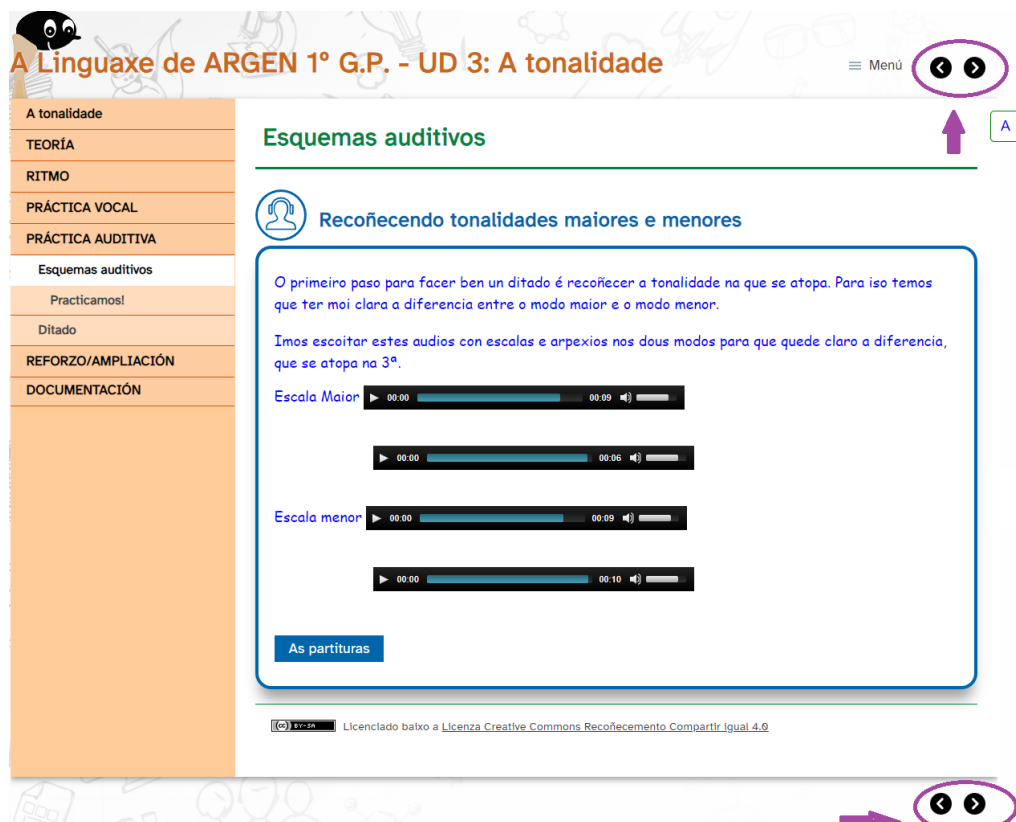 A Linguaxe de ARGEN 1º G.P. - UD 3: A tonalidade
Menú
A tonalidade
TEORÍA
RITMO
PRÁCTICA VOCAL
PRÁCTICA AUDITIVA
Esquemas auditivos
Practicamos!
Ditado
REFORZO/AMPLIACIÓN
DOCUMENTACIÓN
A
Esquemas auditivos
Recoñecendo tonalidades maiores e menores
O primeiro paso para facer ben un ditado é recoñecer a tonalidade na que se atopa. Para iso temos
que ter moi clara a diferencia entre o modo maior e o modo menor.
Imos escoitar estes audios con escalas e arpexios nos dous modos para que quede claro a diferencia,
que se atopa na 3ª.
Escala Maior 00:00 00:09
00:00 00:06
Escala menor 00:00 00:09
00:00 00:10
As partituras
(cc) BY-SA Licenciado baixo a Licenza Creative Commons Recoñecemento Compartir igual 4.0